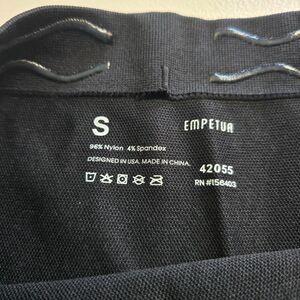 S
EMPETUA
96% Nylon 4% Spandex
DESIGNED IN USA. MADE IN CHINA.
42055
RN #156403